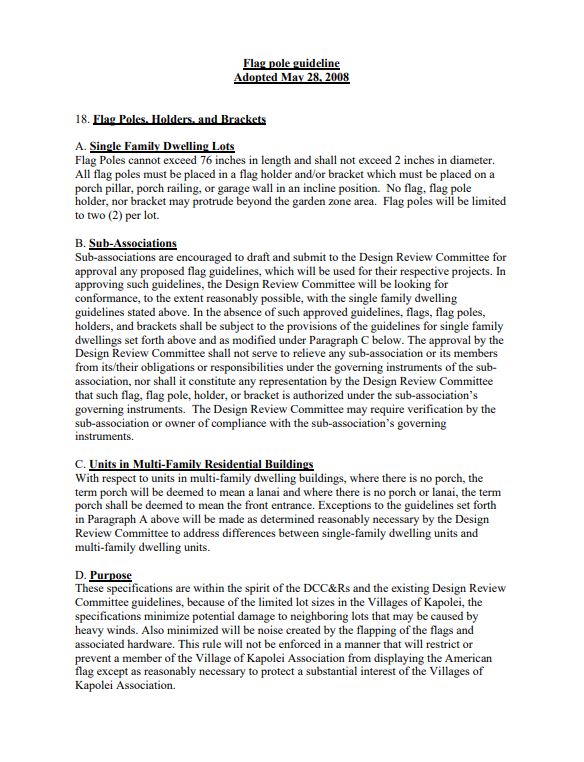 Flag pole guideline
Adopted May 28, 2008
18. Flag Poles, Holders, and Brackets
A. Single Family Dwelling Lots
Flag Poles cannot exceed 76 inches in length and shall not exceed 2 inches in diameter.
All flag poles must be placed in a flag holder and/or bracket which must be placed on a
porch pillar, porch railing, or garage wall in an incline position.  No flag, flag pole
holder, nor bracket may protrude beyond the garden zone area.  Flag poles will be limited
to two (2) per lot.
B. Sub-Associations
Sub-associations are encouraged to draft and submit to the Design Review Committee for
approval any proposed flag guidelines, which will be used for their respective projects. In
approving such guidelines, the Design Review Committee will be looking for
conformance, to the extent reasonably possible, with the single family dwelling
guidelines stated above. In the absence of such approved guidelines, flags, flag poles,
holders, and brackets shall be subject to the provisions of the guidelines for single family
dwellings set forth above and as modified under Paragraph C below. The approval by the
Design Review Committee shall not serve to relieve any sub-association or its members
from its/their obligations or responsibilities under the governing instruments of the sub-
association, nor shall it constitute any representation by the Design Review Committee
that such flag, flag pole, holder, or bracket is authorized under the sub-association's
governing instruments.  The Design Review Committee may require verification by the
sub-association or owner of compliance with the sub-association's governing
instruments.
C. Units in Multi-Family Residential Buildings
With respect to units in multi-family dwelling buildings, where there is no porch, the
term porch will be deemed to mean a lanai and where there is no porch or lanai, the term
porch shall be deemed to mean the front entrance. Exceptions to the guidelines set forth
in Paragraph A above will be made as determined reasonably necessary by the Design
Review Committee to address differences between single-family dwelling units and
multi-family dwelling units.
D. Purpose
These specifications are within the spirit of the DCC&Rs and the existing Design Review
Committee guidelines, because of the limited lot sizes in the Villages of Kapolei, the
specifications minimize potential damage to neighboring lots that may be caused by
heavy winds. Also minimized will be noise created by the flapping of the flags and
associated hardware. This rule will not be enforced in a manner that will restrict or
prevent a member of the Village of Kapolei Association from displaying the American
flag except as reasonably necessary to protect a substantial interest of the Villages of
Kapolei Association.